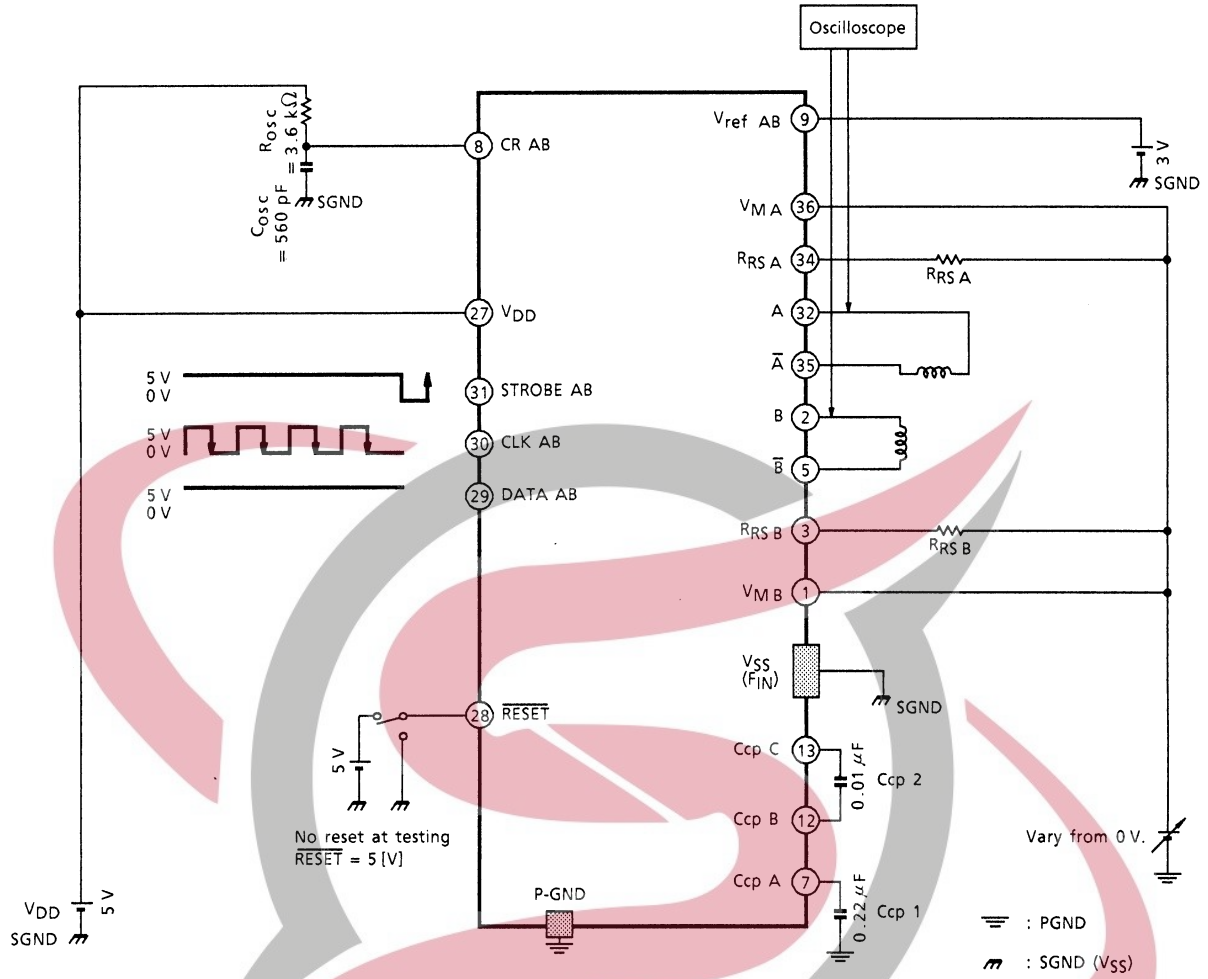 Oscilloscope
Rosc
= 3.6 kΩ
Cosc
= 560 pF
SGND
8 CR AB
27 VDD
5 V
0 V
31 STROBE AB
5 V
0 V
30 CLK AB
5 V
0 V
29 DATA AB
28 RESET
5 V
No reset at testing
RESET = 5 [V]
VDD
5 V
SGND
P-GND
Vref AB 9
3 V
SGND
VM A 36
RRS A 34
RRS A
A 32
A 35
B 2
B 5
RRS B 3
RRS B
VM B 1
VSS
(FIN)
SGND
Ccp C 13
0.01 μF
Ccp 2
Ccp B 12
Vary from 0 V.
Ccp A 7
0.22 μF
Ccp 1
: PGND
: SGND (VSS)